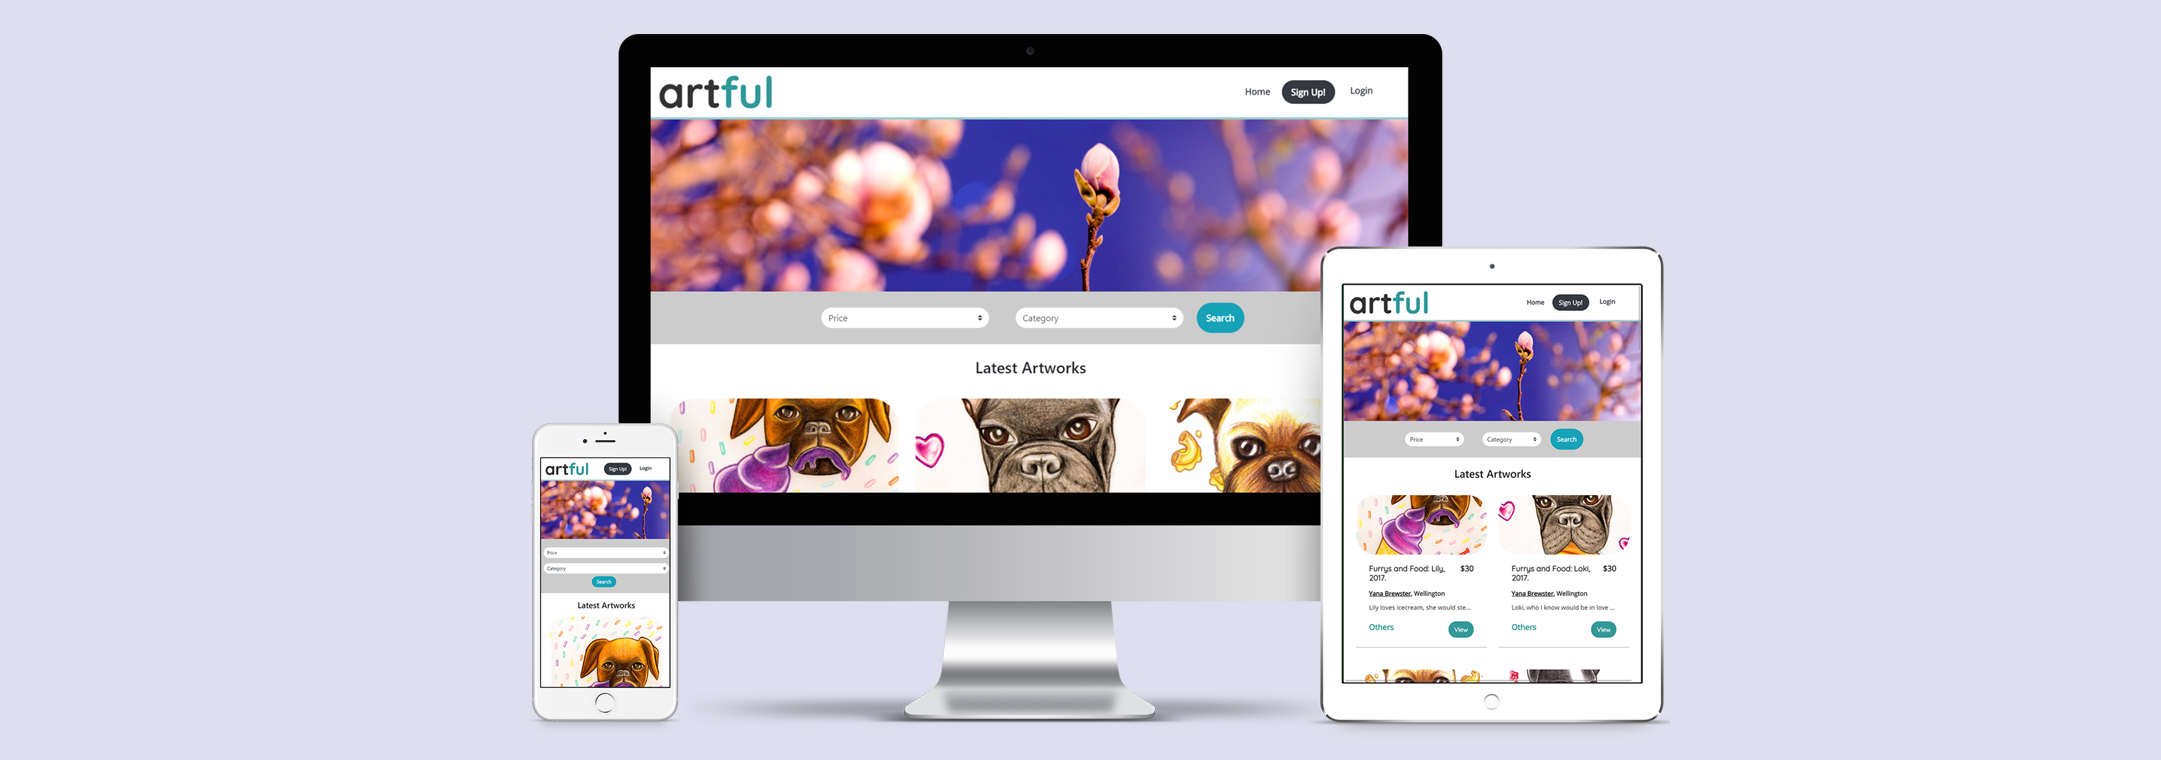 artful
Home
Sign Up!
Login
Price
Category
Search
Latest Artworks
artful
Sign Up!
Login
Price
Category
Search
Latest Artworks
artful
Home
Sign Up!
Login
Price
Category
Search
Latest Artworks
Furrys and Food: Lily, $30
2017.
Yana Brewster, Wellington
Lily loves icecream, she would ste...
Others
View
Furrys and Food: Loki, $30
2017.
Yana Brewster, Wellington
Loki, who I know would be in love ...
Others
View